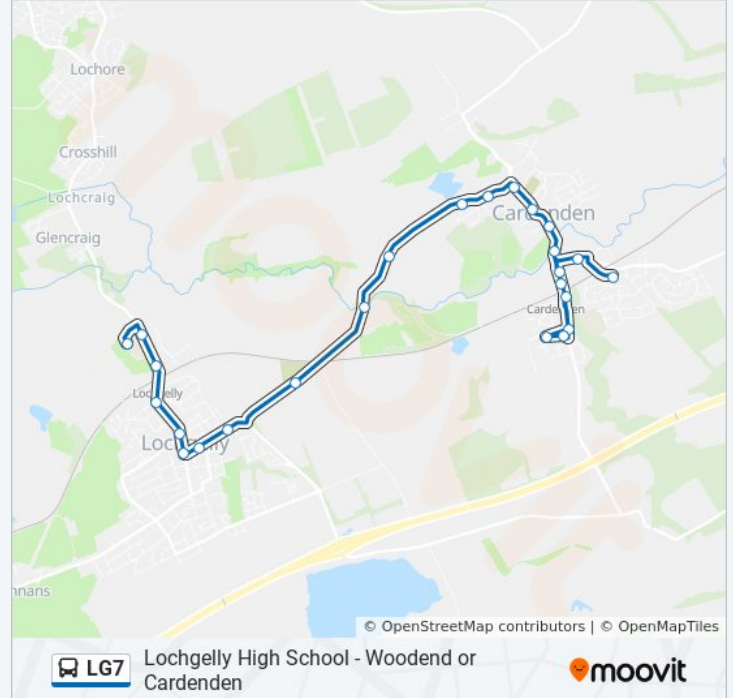 Lochore
Crosshill
Lochcraig
Glencraig
Cardenden
Cardenden
Lochgelly
Lochgelly
nnans
© OpenStreetMap contributors | © OpenMapTiles
LG7
Lochgelly High School - Woodend or
Cardenden
moovit